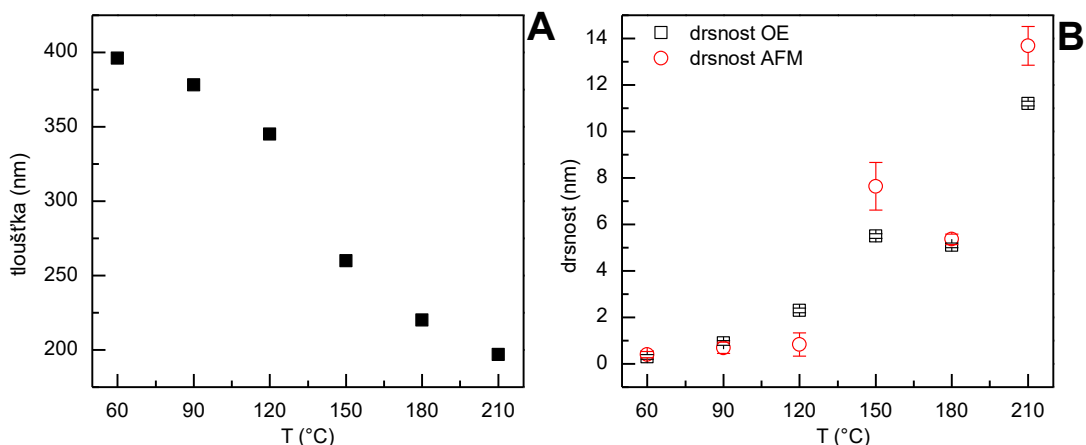 A
400
350
300
250
200
60 90 120 150 180 210
T (°C)
tloušťka (nm)
B
drsnost OE
drsnost AFM
14
12
10
8
6
4
2
0
60 90 120 150 180 210
T (°C)
drsnost (nm)